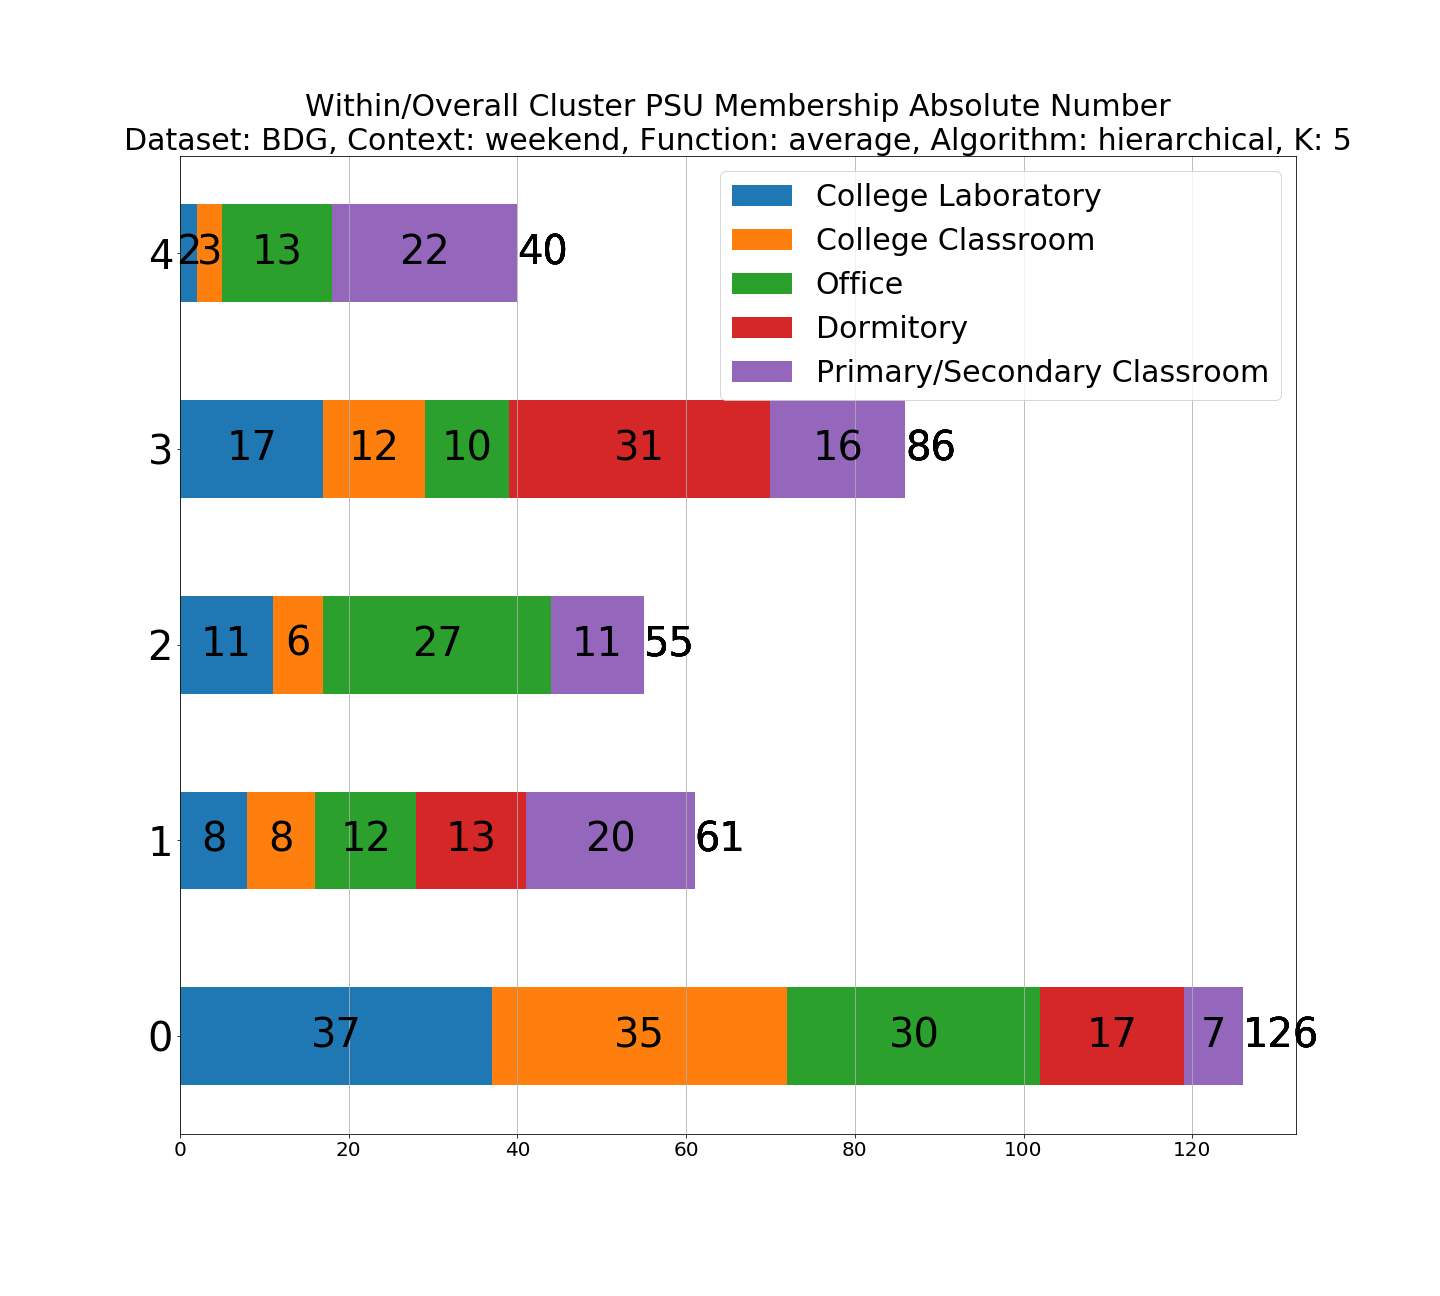 Within/Overall Cluster PSU Membership Absolute Number
Dataset: BDG, Context: weekend, Function: average, Algorithm: hierarchical, K: 5
College Laboratory
College Classroom
Office
Dormitory
Primary/Secondary Classroom
4 2 3 13 22 40
3 17 12 10 31 16 86
2 11 6 27 11 55
1 8 8 12 13 20 61
0 37 35 30 17 7 126
0 20 40 60 80 100 120